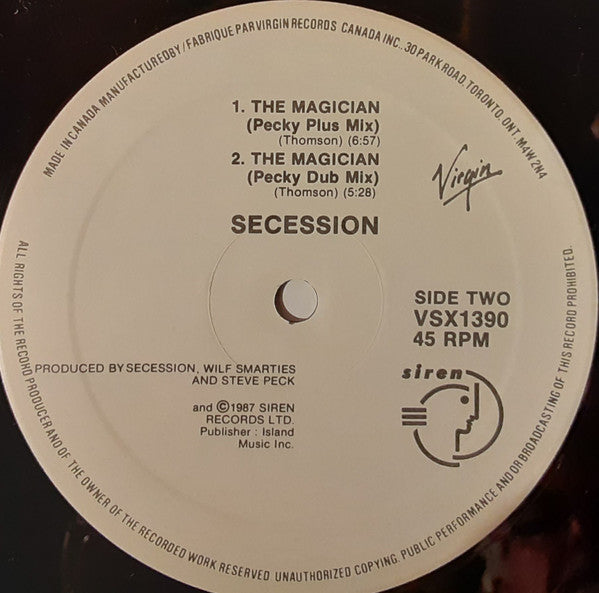 MADE IN CANADA MANUFACTURED BY / FABRIQUE PAR VIRGIN RECORDS CANADA INC., 30 PARK ROAD, TORONTO, ONT. M4W 2N4
1. THE MAGICIAN
(Pecky Plus Mix)
(Thomson) (6:57)
2. THE MAGICIAN
(Pecky Dub Mix)
(Thomson) (5:28)
Virgin
SECESSION
SIDE TWO
VSX1390
45 RPM
PRODUCED BY SECESSION, WILF SMARTIES
AND STEVE PECK
siren
and ©1987 SIREN
RECORDS LTD.
Publisher : Island
Music Inc.
ALL RIGHTS OF THE RECORD PRODUCER AND OF THE OWNER OF THE RECORDED WORK RESERVED UNAUTHORIZED COPYING, PUBLIC PERFORMANCE AND/OR BROADCASTING OF THIS RECORD PROHIBITED.